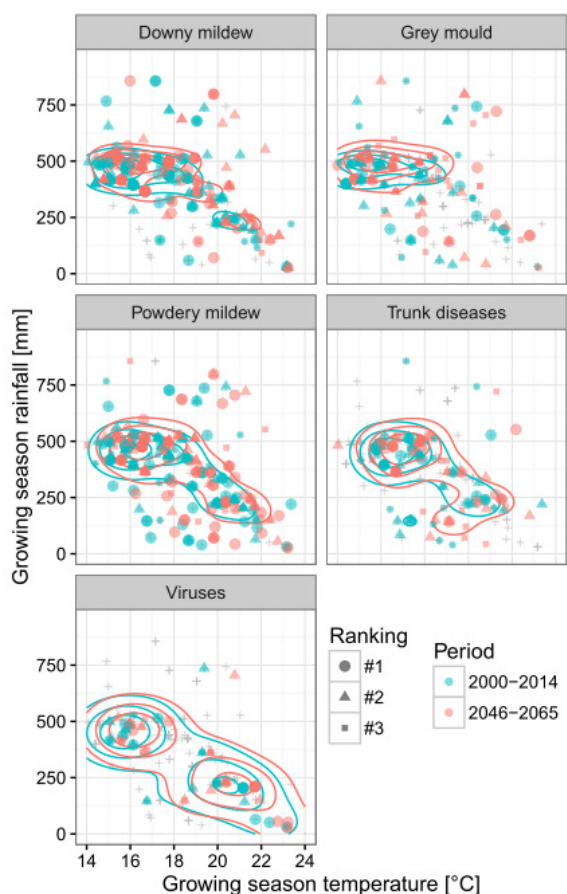 Downy mildew
Grey mould
750
500
250
0
Powdery mildew
Trunk diseases
750
500
250
0
Growing season rainfall [mm]
Viruses
750
500
250
0
14 16 18 20 22 24
Growing season temperature [°C]
Ranking
#1
#2
#3
Period
2000−2014
2046−2065